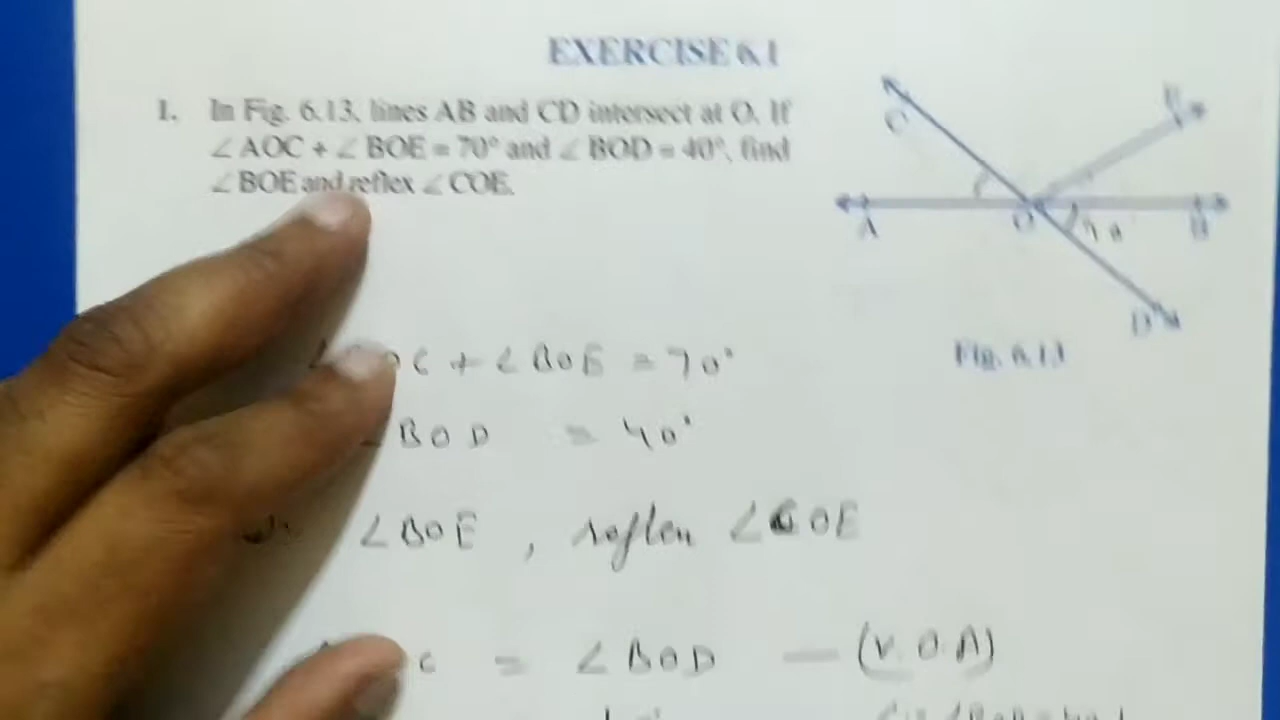 EXERCISE 6.1
1. In Fig. 6.13, lines AB and CD intersect at O. If
∠ AOC + ∠ BOE = 70° and ∠ BOD = 40°, find
∠ BOE and reflex ∠ COE.
C
E
A
O
40
B
D
Fig. 6.13
C + ∠ BOE = 70°
∠BOD = 40°
∠BOE , reflex ∠COE
C = ∠BOD — (V.O.A)